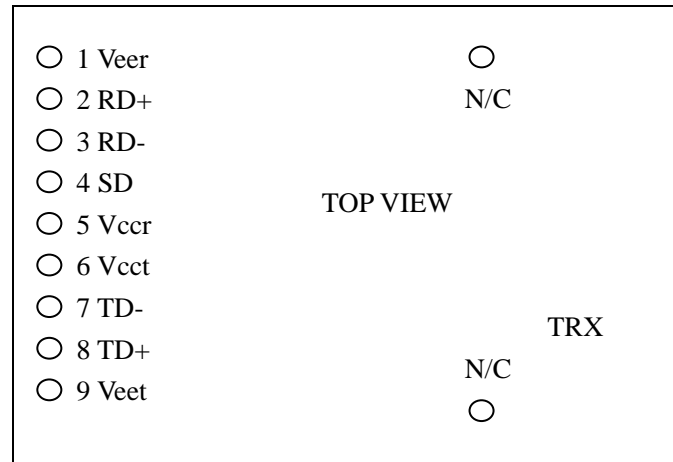 1 Veer
2 RD+
3 RD-
4 SD
5 Vccr
6 Vcct
7 TD-
8 TD+
9 Veet
N/C
TOP VIEW
TRX
N/C